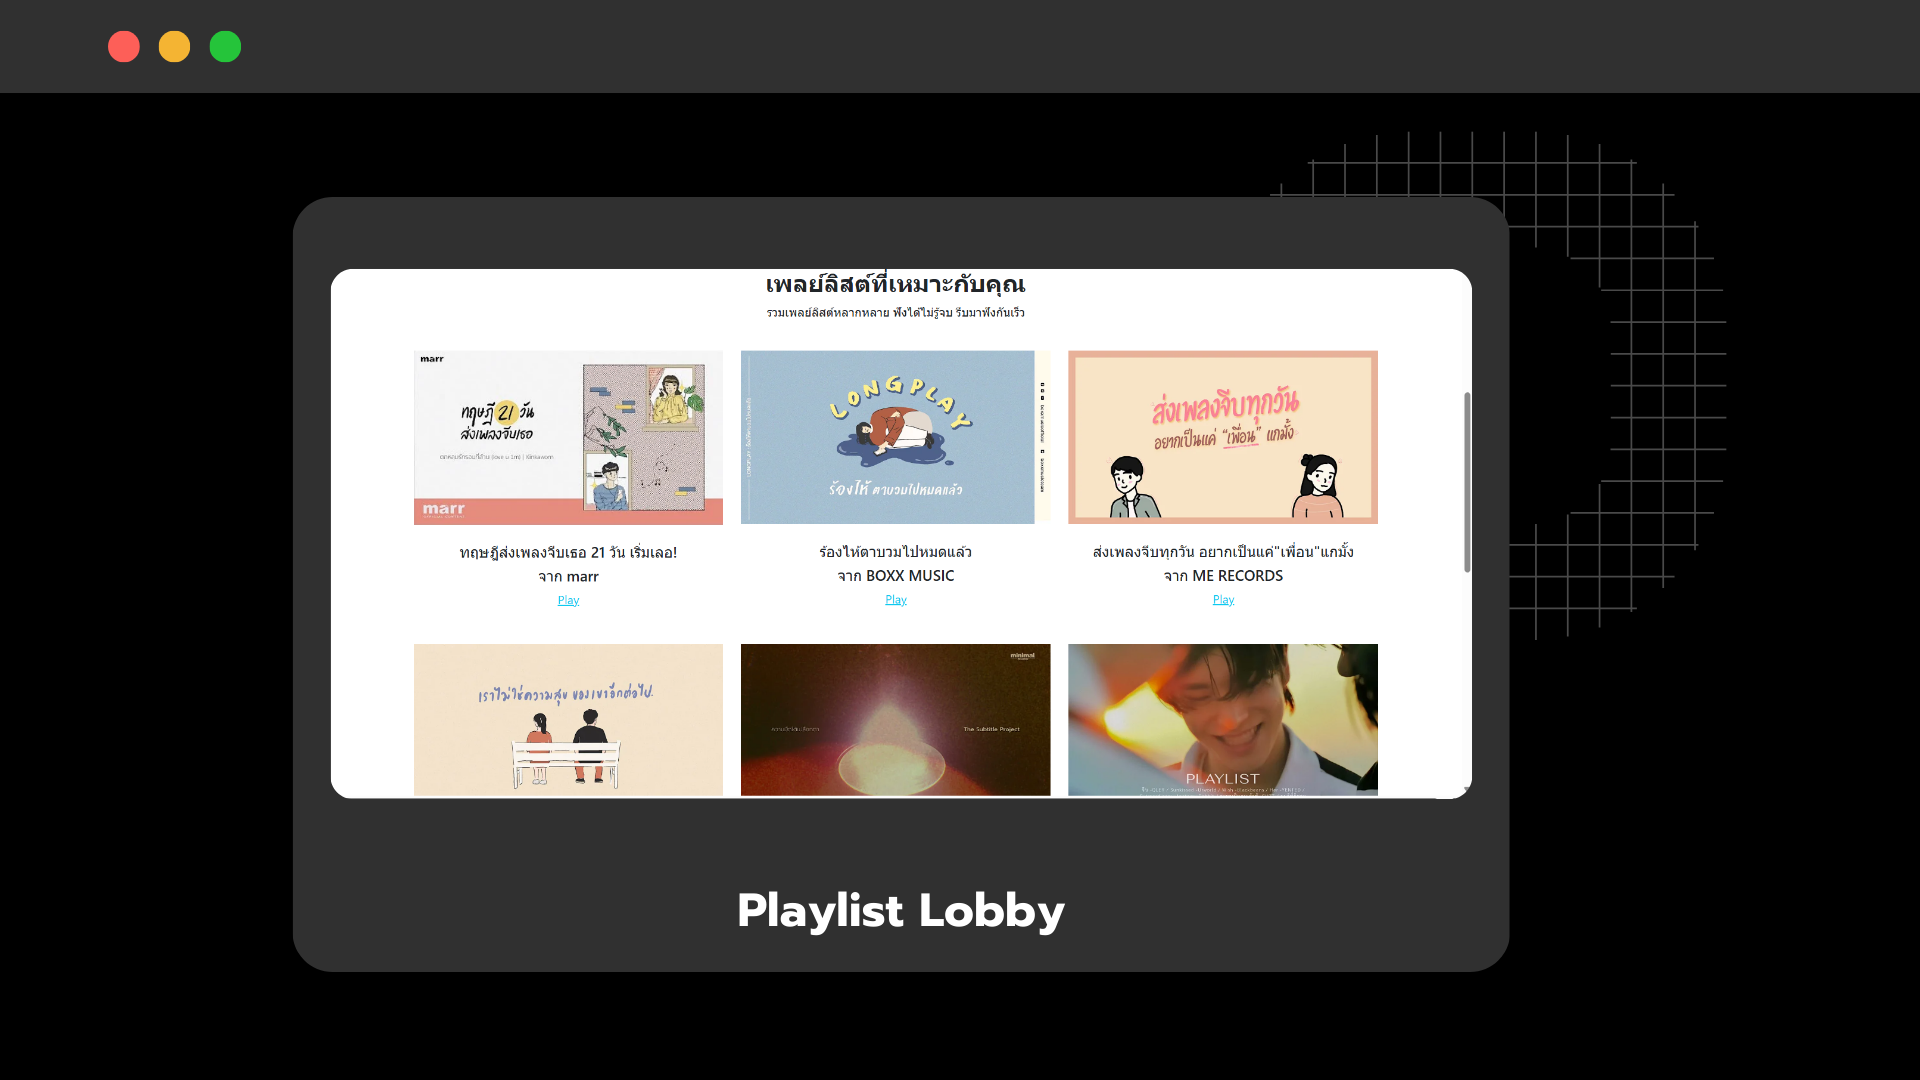 เพลย์ลิสต์ที่เหมาะกับคุณ
รวมเพลย์ลิสต์หลากหลาย ฟังได้ไม่รู้จบ รีบมาฟังกันเร็ว
marr
ทฤษฎี 21 วัน
ส่งเพลงจีบเธอ
marr
LONGPLAY
ร้องไห้ ตาบวมไปหมดแล้ว
ส่งเพลงจีบทุกวัน
อยากเป็นแค่ "เพื่อน" แกมั้ง
ทฤษฎีส่งเพลงจีบเธอ 21 วัน เริ่มเลอ!
จาก marr
Play
ร้องไห้ตาบวมไปหมดแล้ว
จาก BOXX MUSIC
Play
ส่งเพลงจีบทุกวัน อยากเป็นแค่"เพื่อน"แกมั้ง
จาก ME RECORDS
Play
เราไม่ใช่ความสุข ของเขาอีกต่อไป.
minimal
The Subtitle Project
PLAYLIST
Playlist Lobby